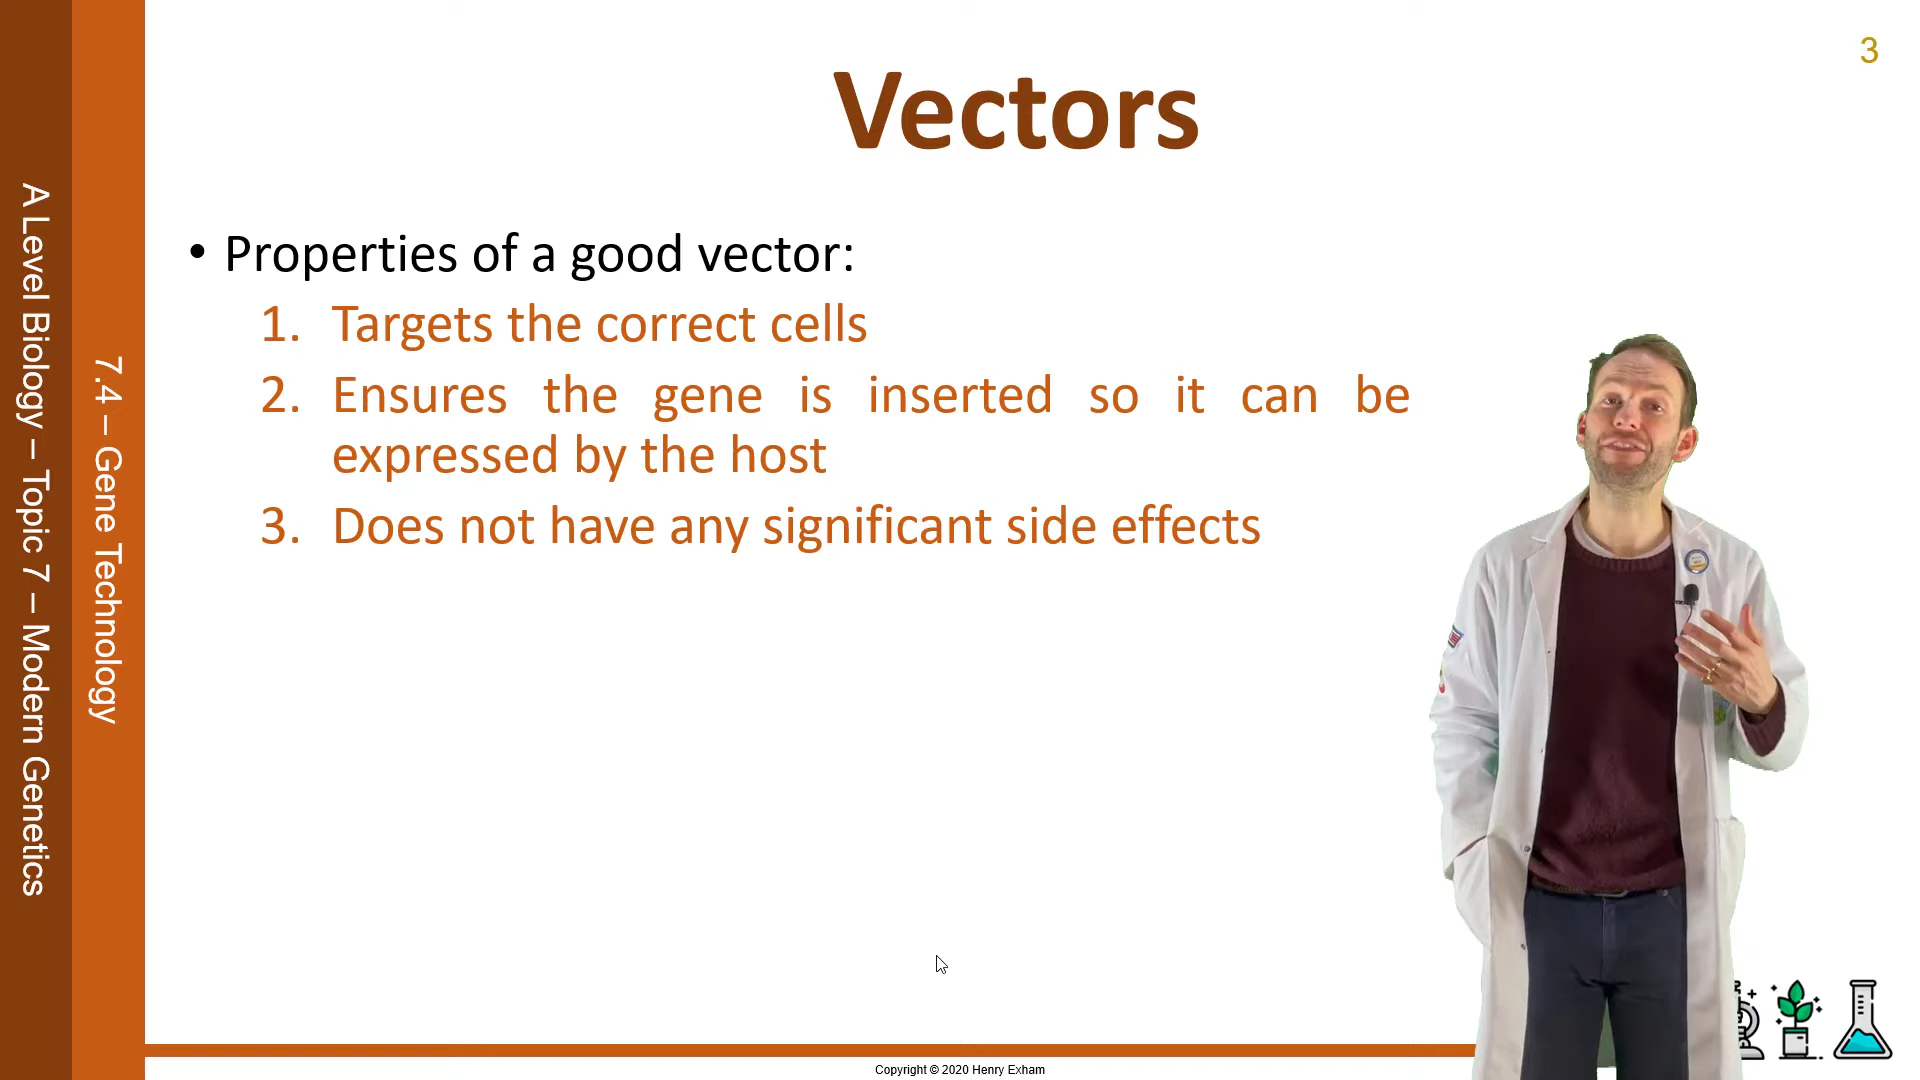 3
Vectors
• Properties of a good vector:
1. Targets the correct cells
2. Ensures the gene is inserted so it can be
expressed by the host
3. Does not have any significant side effects
A Level Biology – Topic 7 – Modern Genetics
7.4 – Gene Technology
Copyright © 2020 Henry Exham